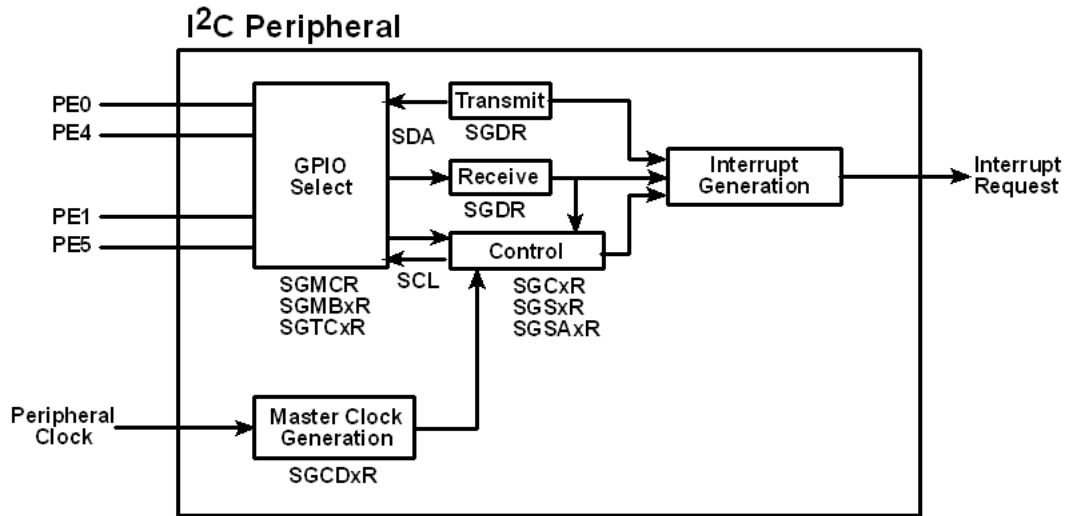 I²C Peripheral
PE0
PE4
PE1
PE5
GPIO
Select
SGMCR
SGMBxR
SGTCxR
SDA
SCL
Transmit
SGDR
Receive
SGDR
Control
SGCxR
SGSxR
SGSAxR
Interrupt
Generation
Interrupt
Request
Peripheral
Clock
Master Clock
Generation
SGCDxR